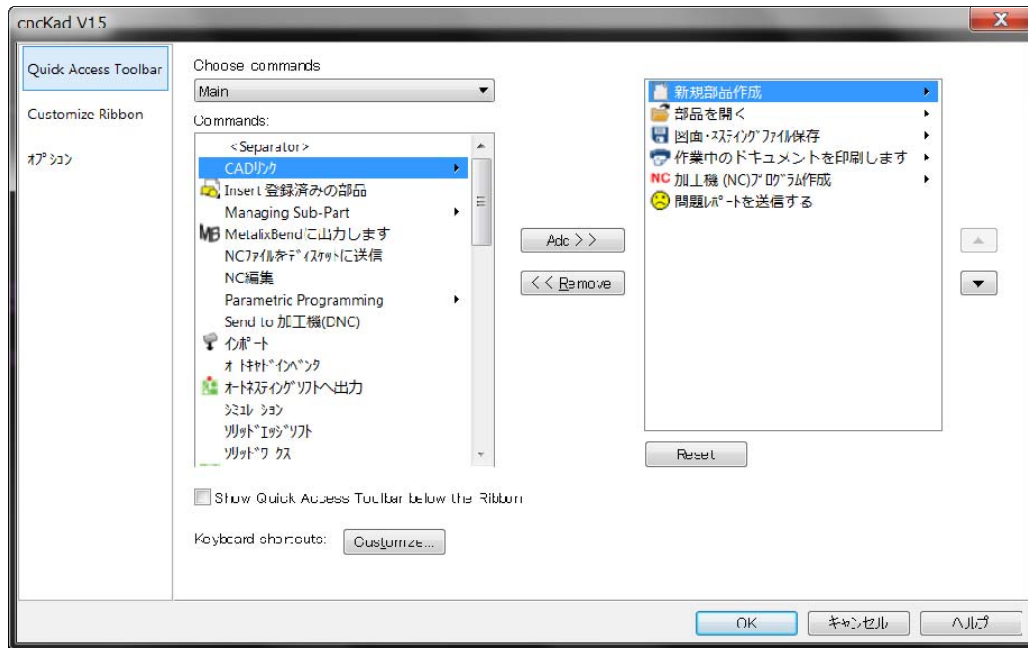 cncKad V15
Quick Access Toolbar
Customize Ribbon
ｵﾌﾟｼｮﾝ
Choose commands
Main
Commands:
<Separator>
CADﾘﾝｸ
Insert 登録済みの部品
Managing Sub-Part
MB MetalixBendに出力します
NCﾌｧｲﾙをﾃﾞｨｽｹｯﾄに送信
NC編集
Parametric Programming
Send to 加工機(DNC)
ｲﾝﾎﾟｰﾄ
ｵｰﾄｷｬﾄﾞｲﾝﾍﾞﾝﾀ
ｵｰﾄﾈｽﾃｨﾝｸﾞｿﾌﾄへ出力
ｼﾐｭﾚｰｼｮﾝ
ｿﾘｯﾄﾞｴｯｼﾞｿﾌﾄ
ｿﾘｯﾄﾞﾜｰｸｽ
Add >>
<< Remove
新規部品作成
部品を開く
図面･ﾈｽﾃｨﾝｸﾞﾌｧｲﾙ保存
作業中のドキュメントを印刷します
NC 加工機 (NC)ﾌﾟﾛｸﾞﾗﾑ作成
問題ﾚﾎﾟｰﾄを送信する
Reset
Show Quick Access Toolbar below the Ribbon
Keyboard shortcuts:
Customize...
OK
キャンセル
ヘルプ